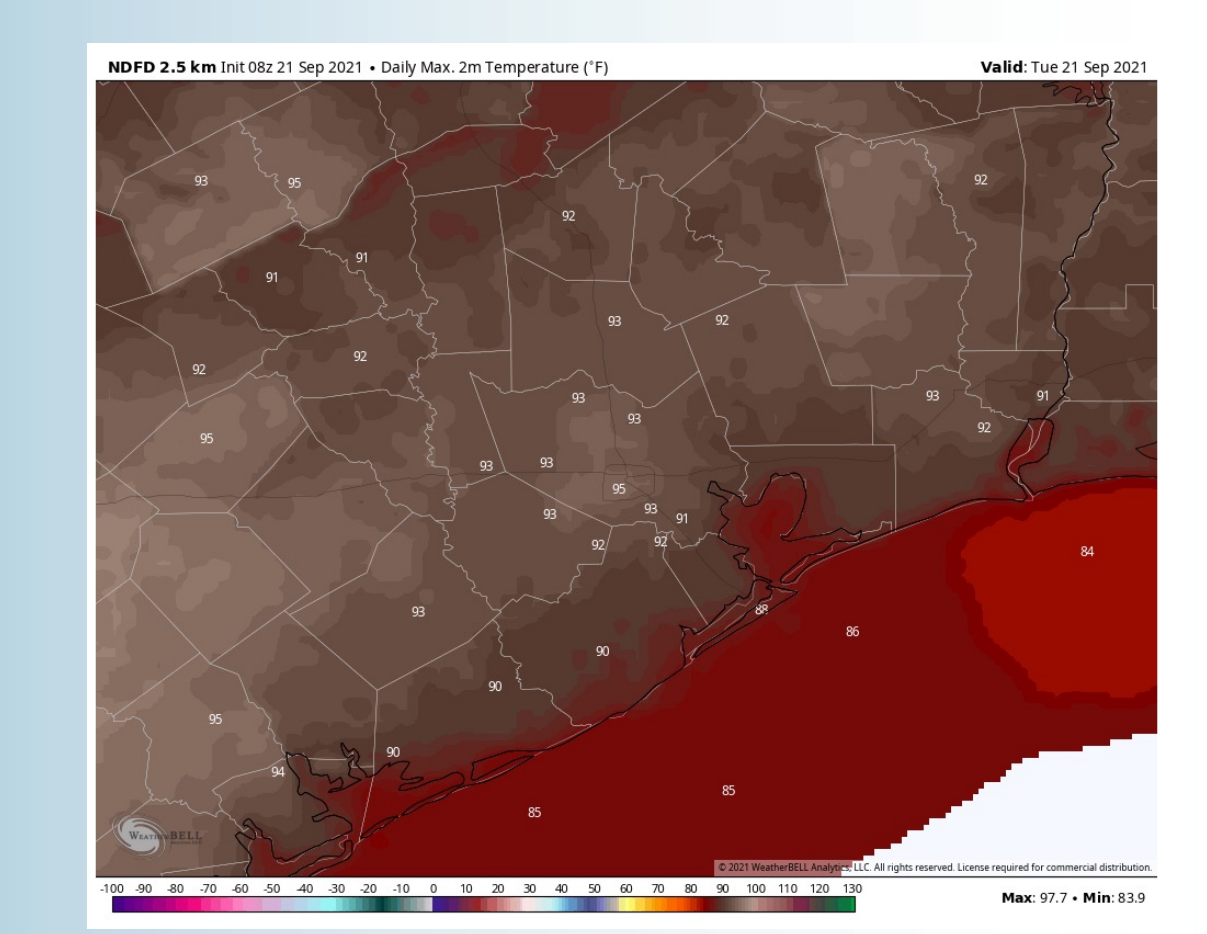 NDFD 2.5 km Init 08z 21 Sep 2021 • Daily Max. 2m Temperature (°F) Valid: Tue 21 Sep 2021
93 95 92
92
91
91
93 92
92
92
93 93 91
93 92
95
93 93
95
93 93 91
92 92
84
93 88
86
90
90
95
90
94
85
85
WEATHERBELL
© 2021 WeatherBELL Analytics, LLC. All rights reserved. License required for commercial distribution.
-100 -90 -80 -70 -60 -50 -40 -30 -20 -10 0 10 20 30 40 50 60 70 80 90 100 110 120 130
Max: 97.7 • Min: 83.9